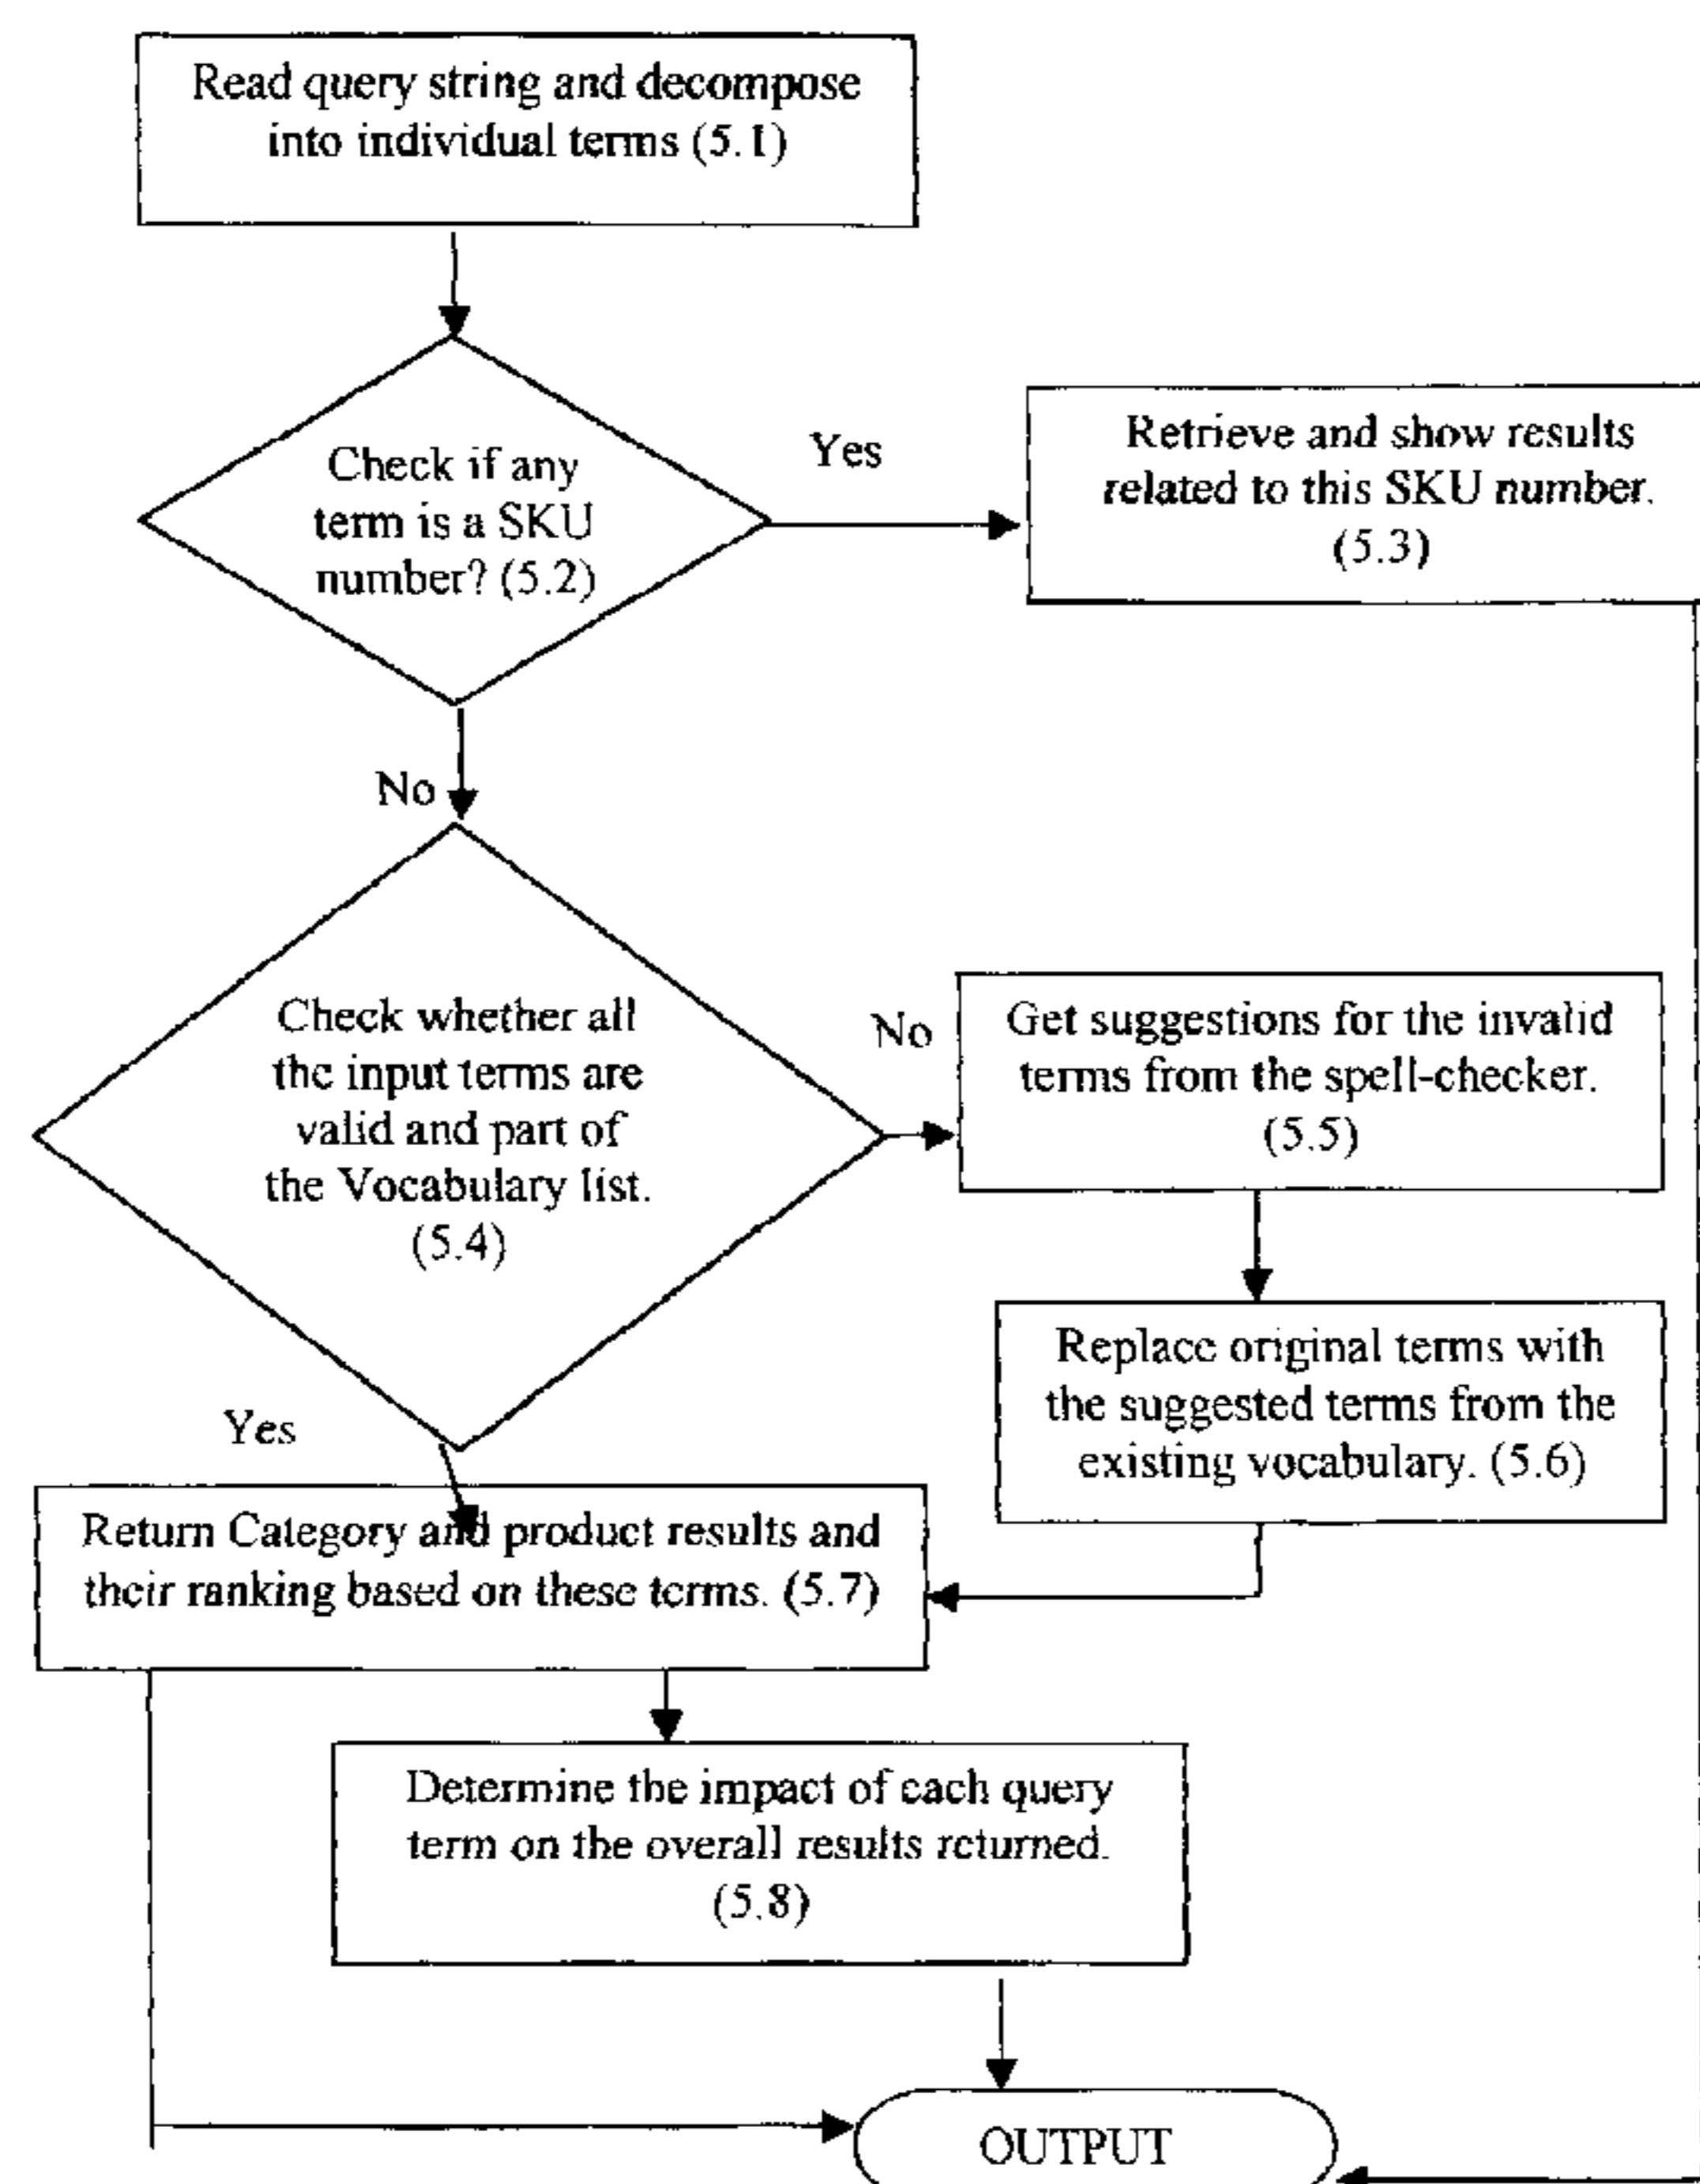 Read query string and decompose
into individual terms (5.1)
Check if any
term is a SKU
number? (5.2)
Yes
Retrieve and show results
related to this SKU number.
(5.3)
No
Check whether all
the input terms are
valid and part of
the Vocabulary list.
(5.4)
No
Get suggestions for the invalid
terms from the spell-checker.
(5.5)
Replace original terms with
the suggested terms from the
existing vocabulary. (5.6)
Yes
Return Category and product results and
their ranking based on these terms. (5.7)
Determine the impact of each query
term on the overall results returned.
(5.8)
OUTPUT